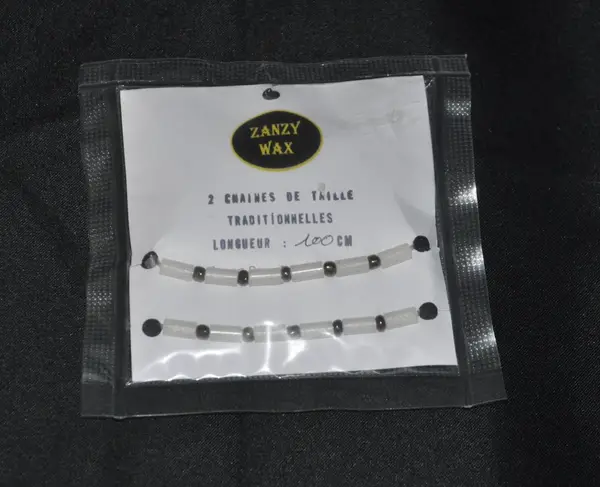 ZANZY
WAX
2 CHAINES DE TAILLE
TRADITIONNELLES
LONGUEUR : 100 CM